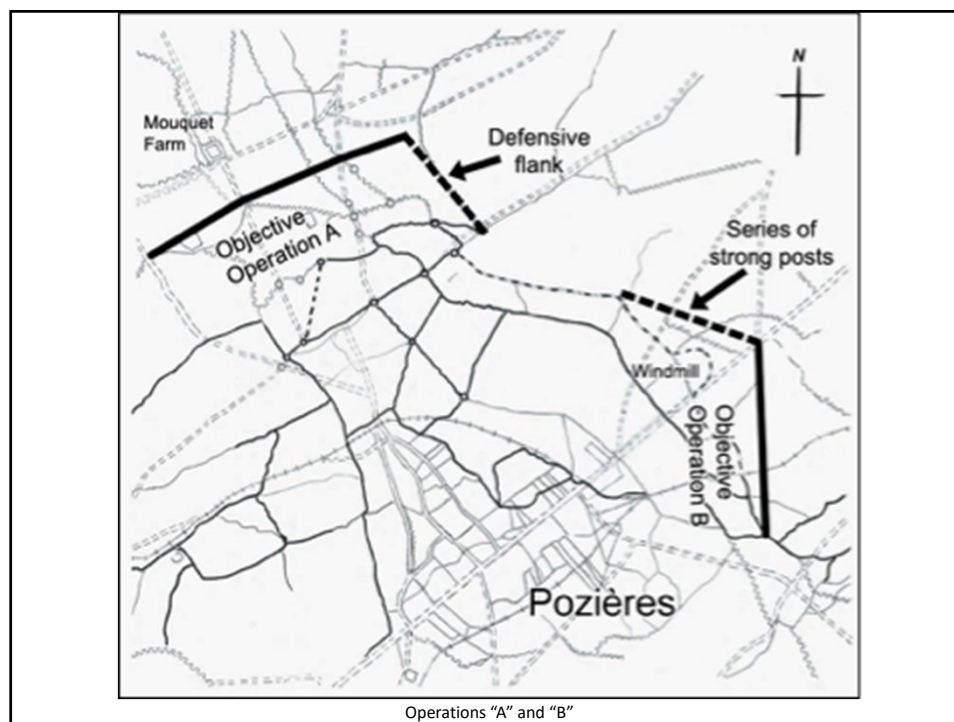 N
Mouquet
Farm
Defensive
flank
Objective
Operation A
Series of
strong posts
Windmill
Objective
Operation B
Pozières
Operations “A” and “B”